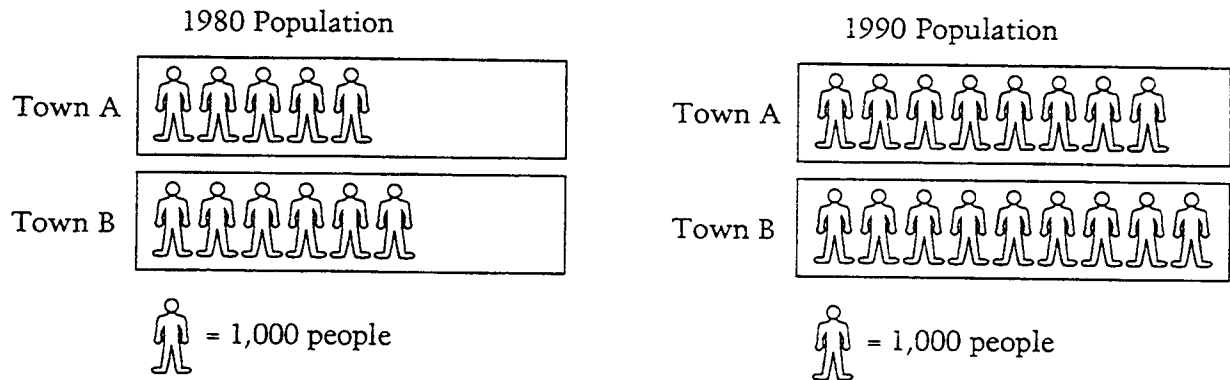 1980 Population
Town A
Town B
= 1,000 people
1990 Population
Town A
Town B
= 1,000 people